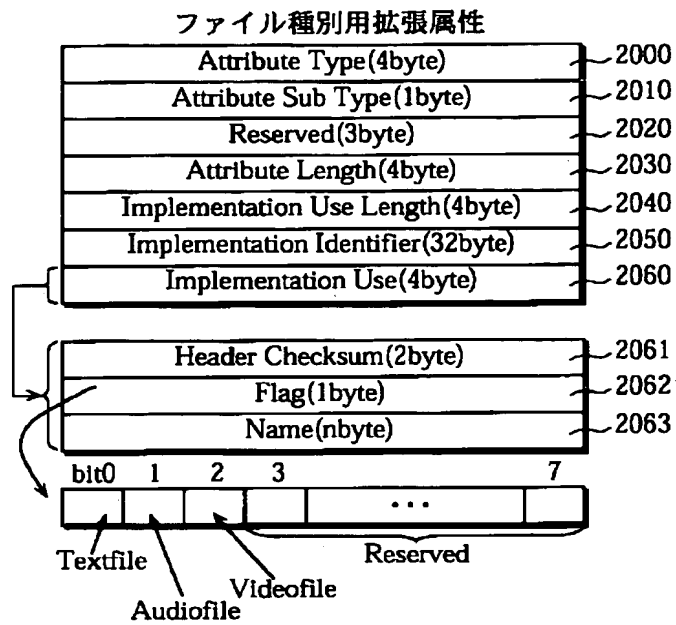 ファイル種別用拡張属性
Attribute Type(4byte) 2000
Attribute Sub Type(1byte) 2010
Reserved(3byte) 2020
Attribute Length(4byte) 2030
Implementation Use Length(4byte) 2040
Implementation Identifier(32byte) 2050
Implementation Use(4byte) 2060
Header Checksum(2byte) 2061
Flag(1byte) 2062
Name(nbyte) 2063
bit0 1 2 3 7
...
Textfile
Audiofile
Videofile
Reserved